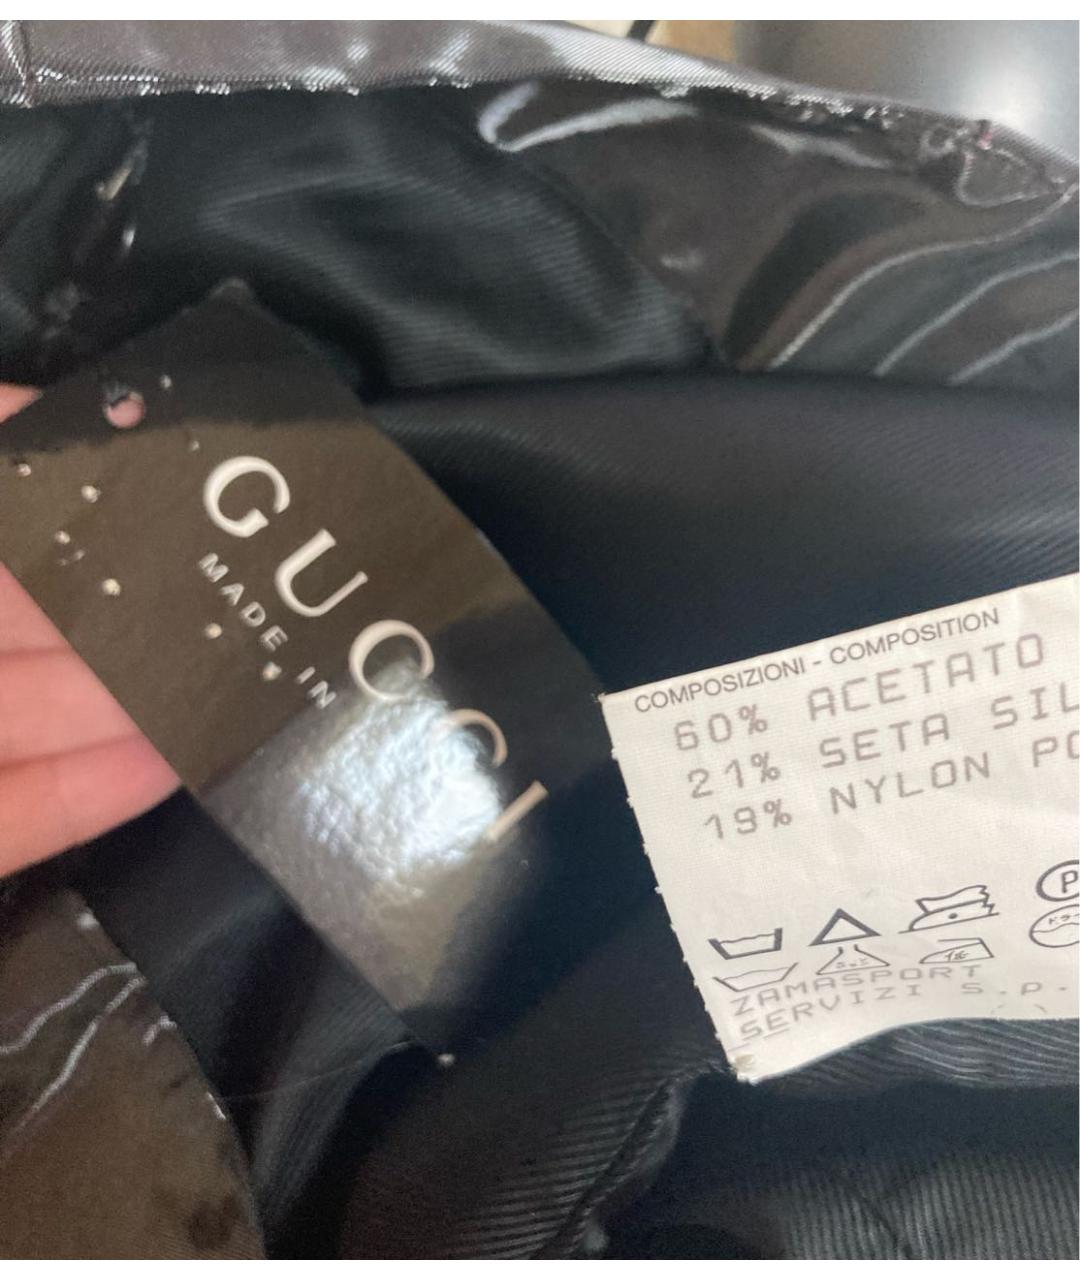 GUCCI
MADE IN
COMPOSIZIONI - COMPOSITION
60% ACETATO
21% SETA SIL
19% NYLON PO
P
ZAMASPORT
SERVIZI S.p.